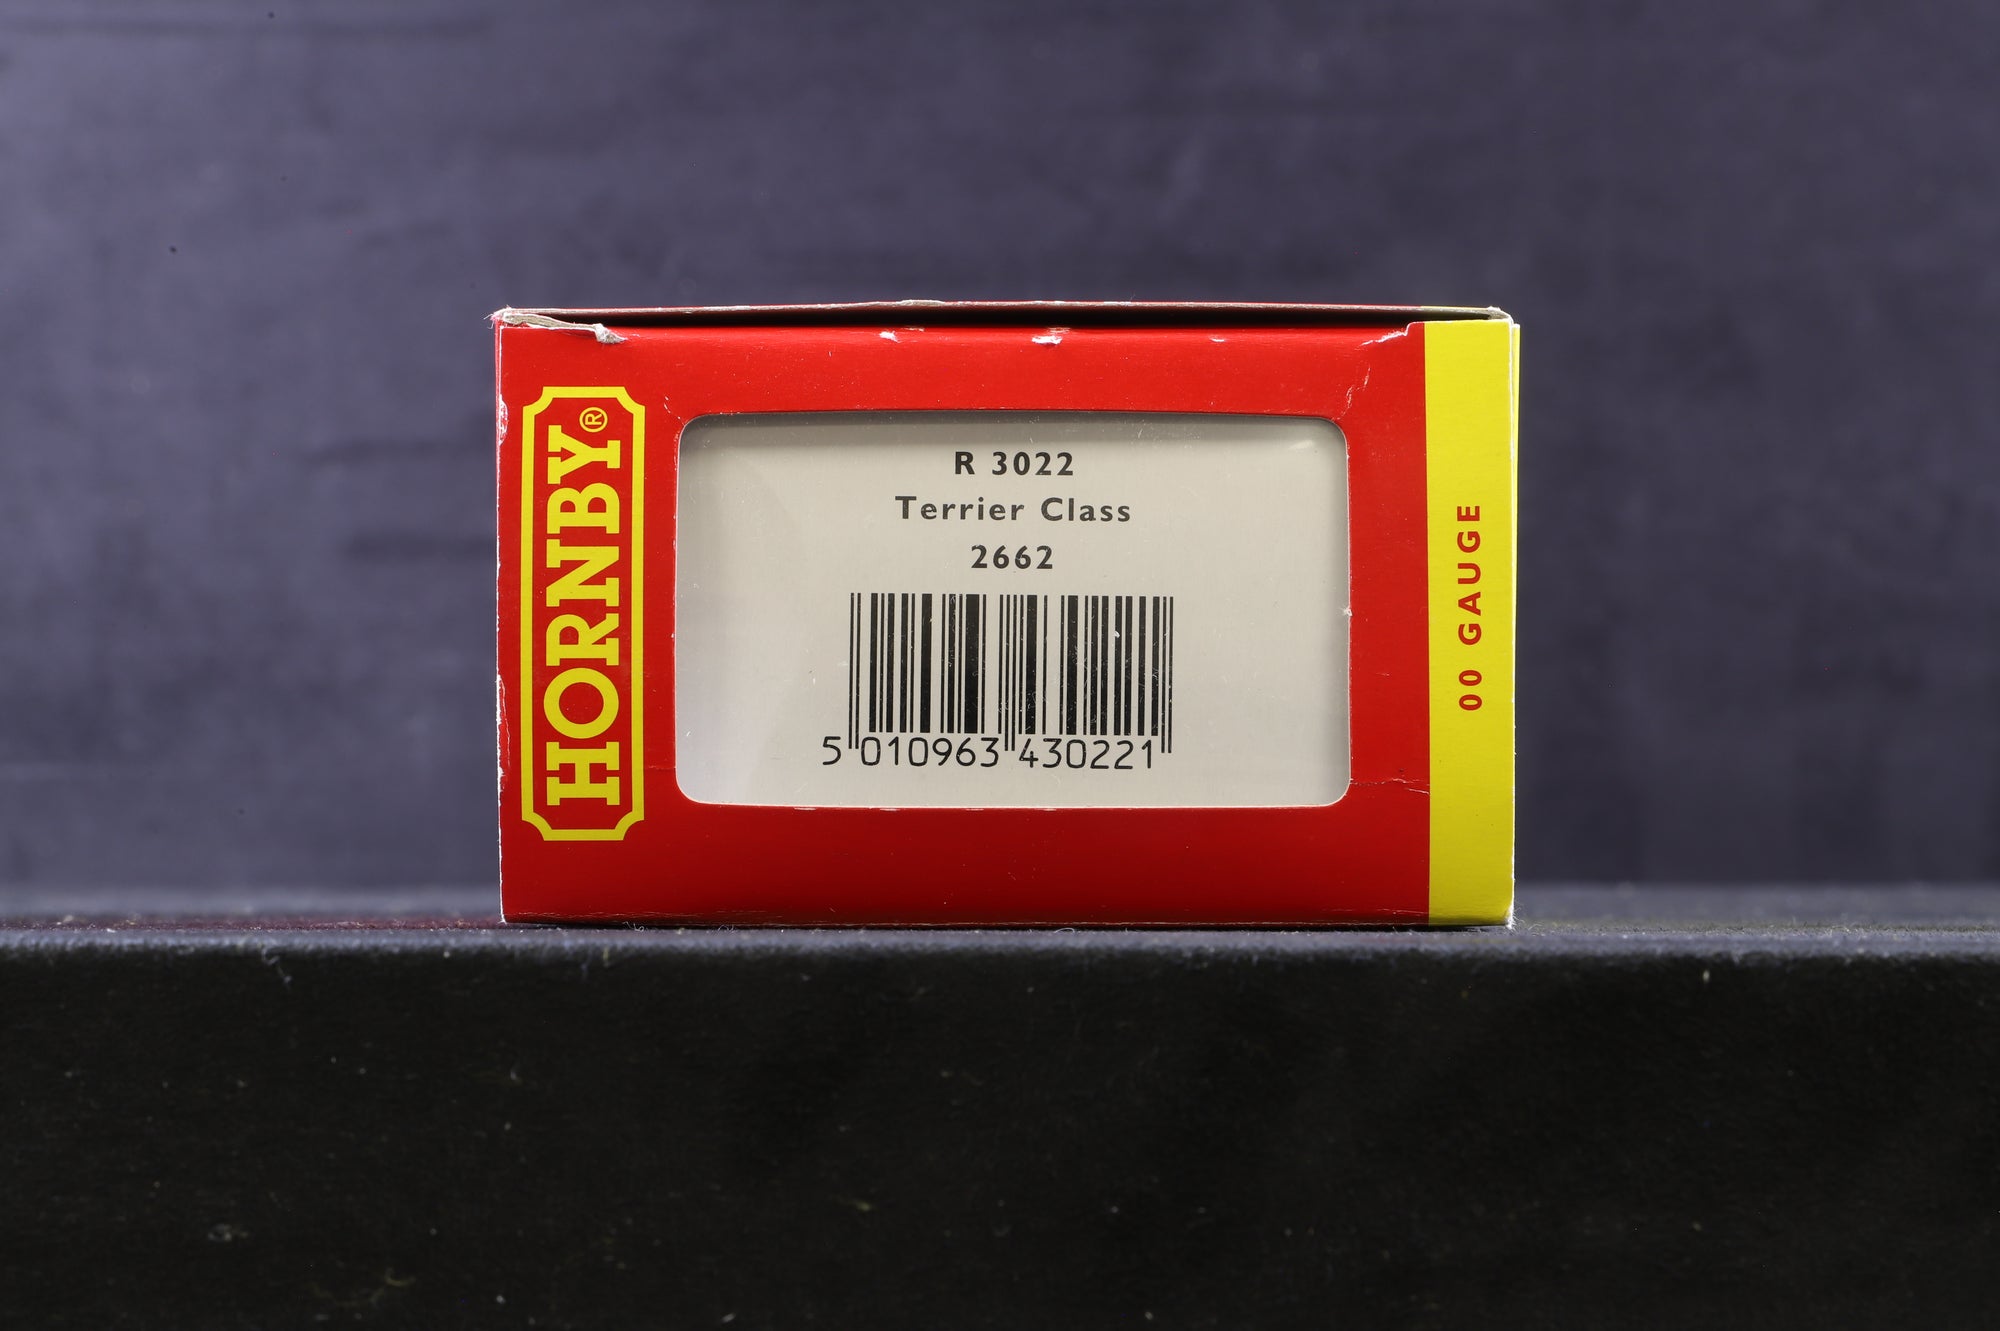 HORNBY®
R 3022
Terrier Class
2662
5 010963 430221
00 GAUGE